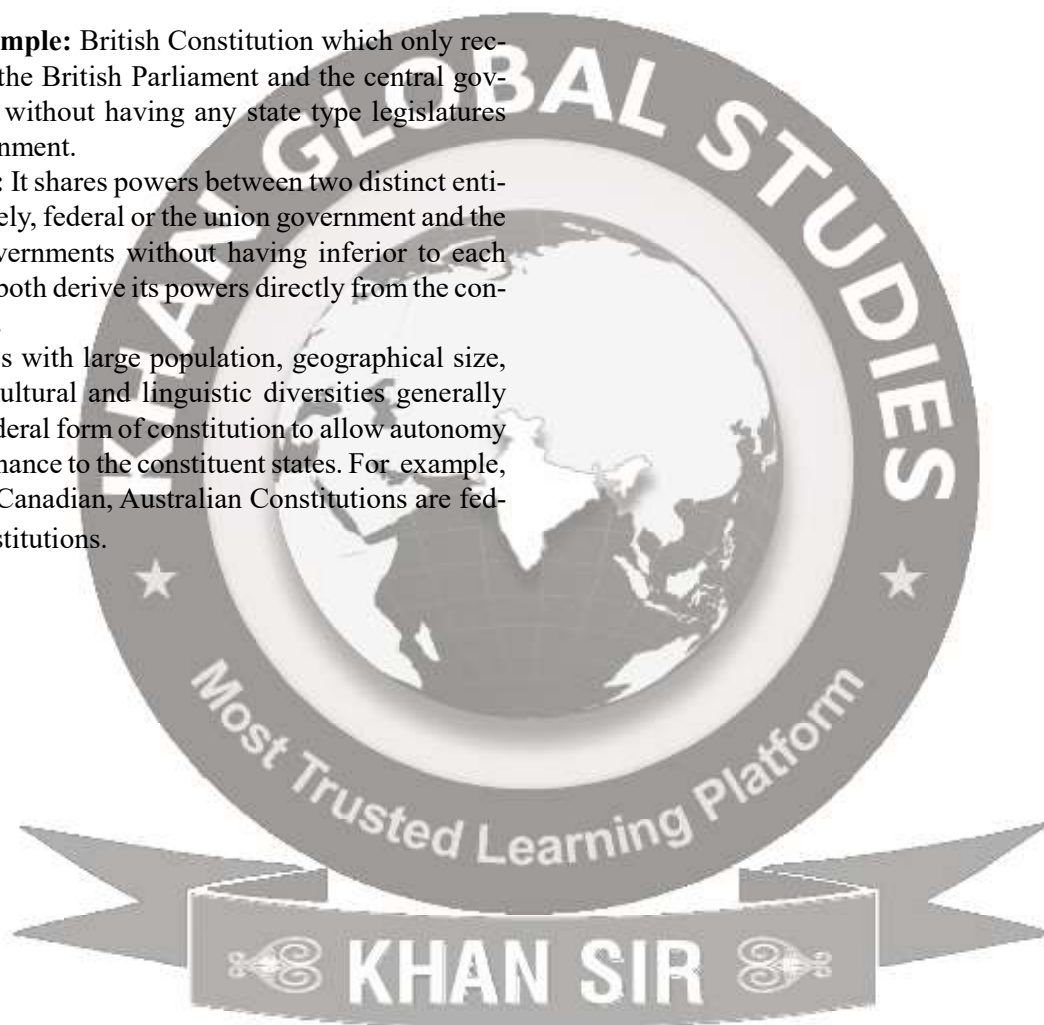 mple: British Constitution which only rec-
the British Parliament and the central gov-
without having any state type legislatures
nment.
: It shares powers between two distinct enti-
ely, federal or the union government and the
vernments without having inferior to each
both derive its powers directly from the con-
.
s with large population, geographical size,
ultural and linguistic diversities generally
deral form of constitution to allow autonomy
nance to the constituent states. For example,
Canadian, Australian Constitutions are fed-
stitutions.
KHAN GLOBAL STUDIES
Most Trusted Learning Platform
KHAN SIR